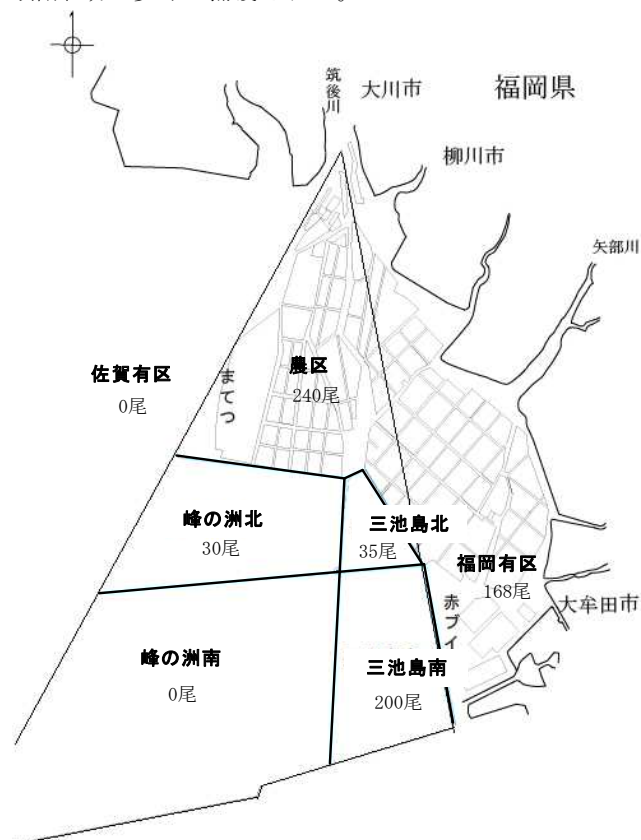 筑後川
大川市
福岡県
柳川市
矢部川
佐賀有区
0尾
まてつ
農区
240尾
峰の洲北
30尾
三池島北
35尾
福岡有区
168尾
赤ブイ
大牟田市
峰の洲南
0尾
三池島南
200尾